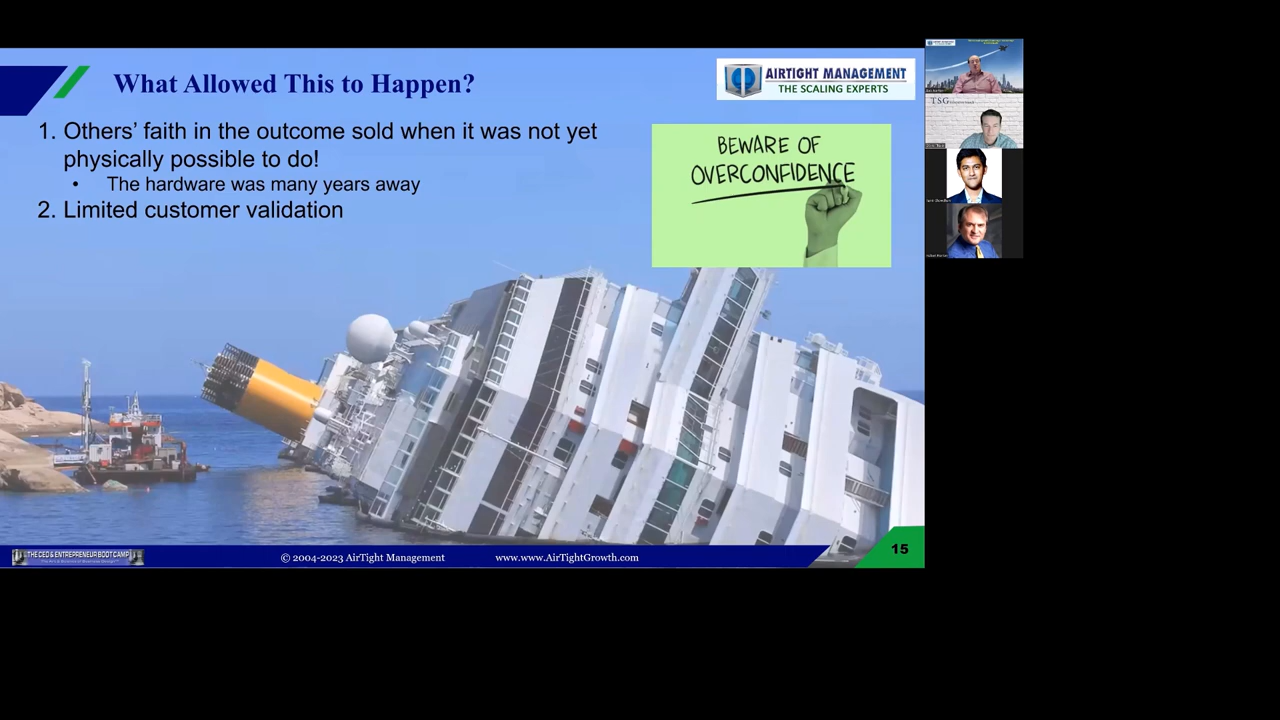 What Allowed This to Happen?
AIRTIGHT MANAGEMENT
THE SCALING EXPERTS
1. Others’ faith in the outcome sold when it was not yet
physically possible to do!
• The hardware was many years away
2. Limited customer validation
BEWARE OF
OVERCONFIDENCE
TSG
THE CEO & ENTREPRENEUR BOOT CAMP
© 2004-2023 AirTight Management
www.www.AirTightGrowth.com
15